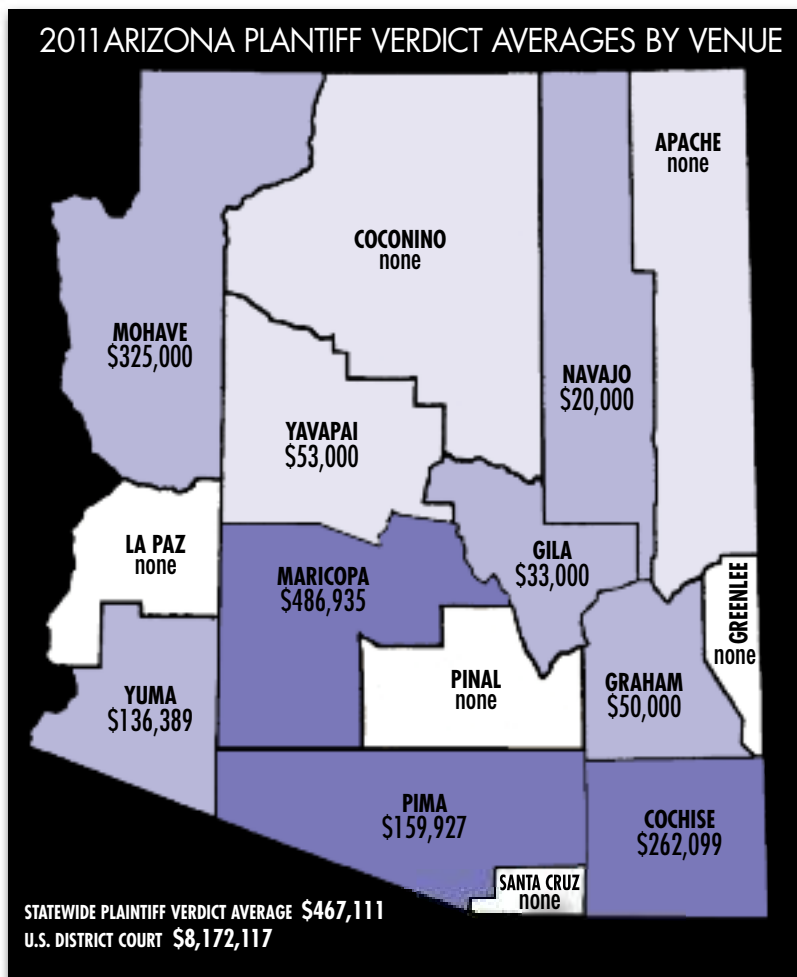 2011 ARIZONA PLANTIFF VERDICT AVERAGES BY VENUE
APACHE
none
COCONINO
none
MOHAVE
$325,000
NAVAJO
$20,000
YAVAPAI
$53,000
LA PAZ
none
GILA
$33,000
MARICOPA
$486,935
GREENLEE
none
PINAL
none
GRAHAM
$50,000
YUMA
$136,389
PIMA
$159,927
COCHISE
$262,099
SANTA CRUZ
none
STATEWIDE PLAINTIFF VERDICT AVERAGE $467,111
U.S. DISTRICT COURT $8,172,117